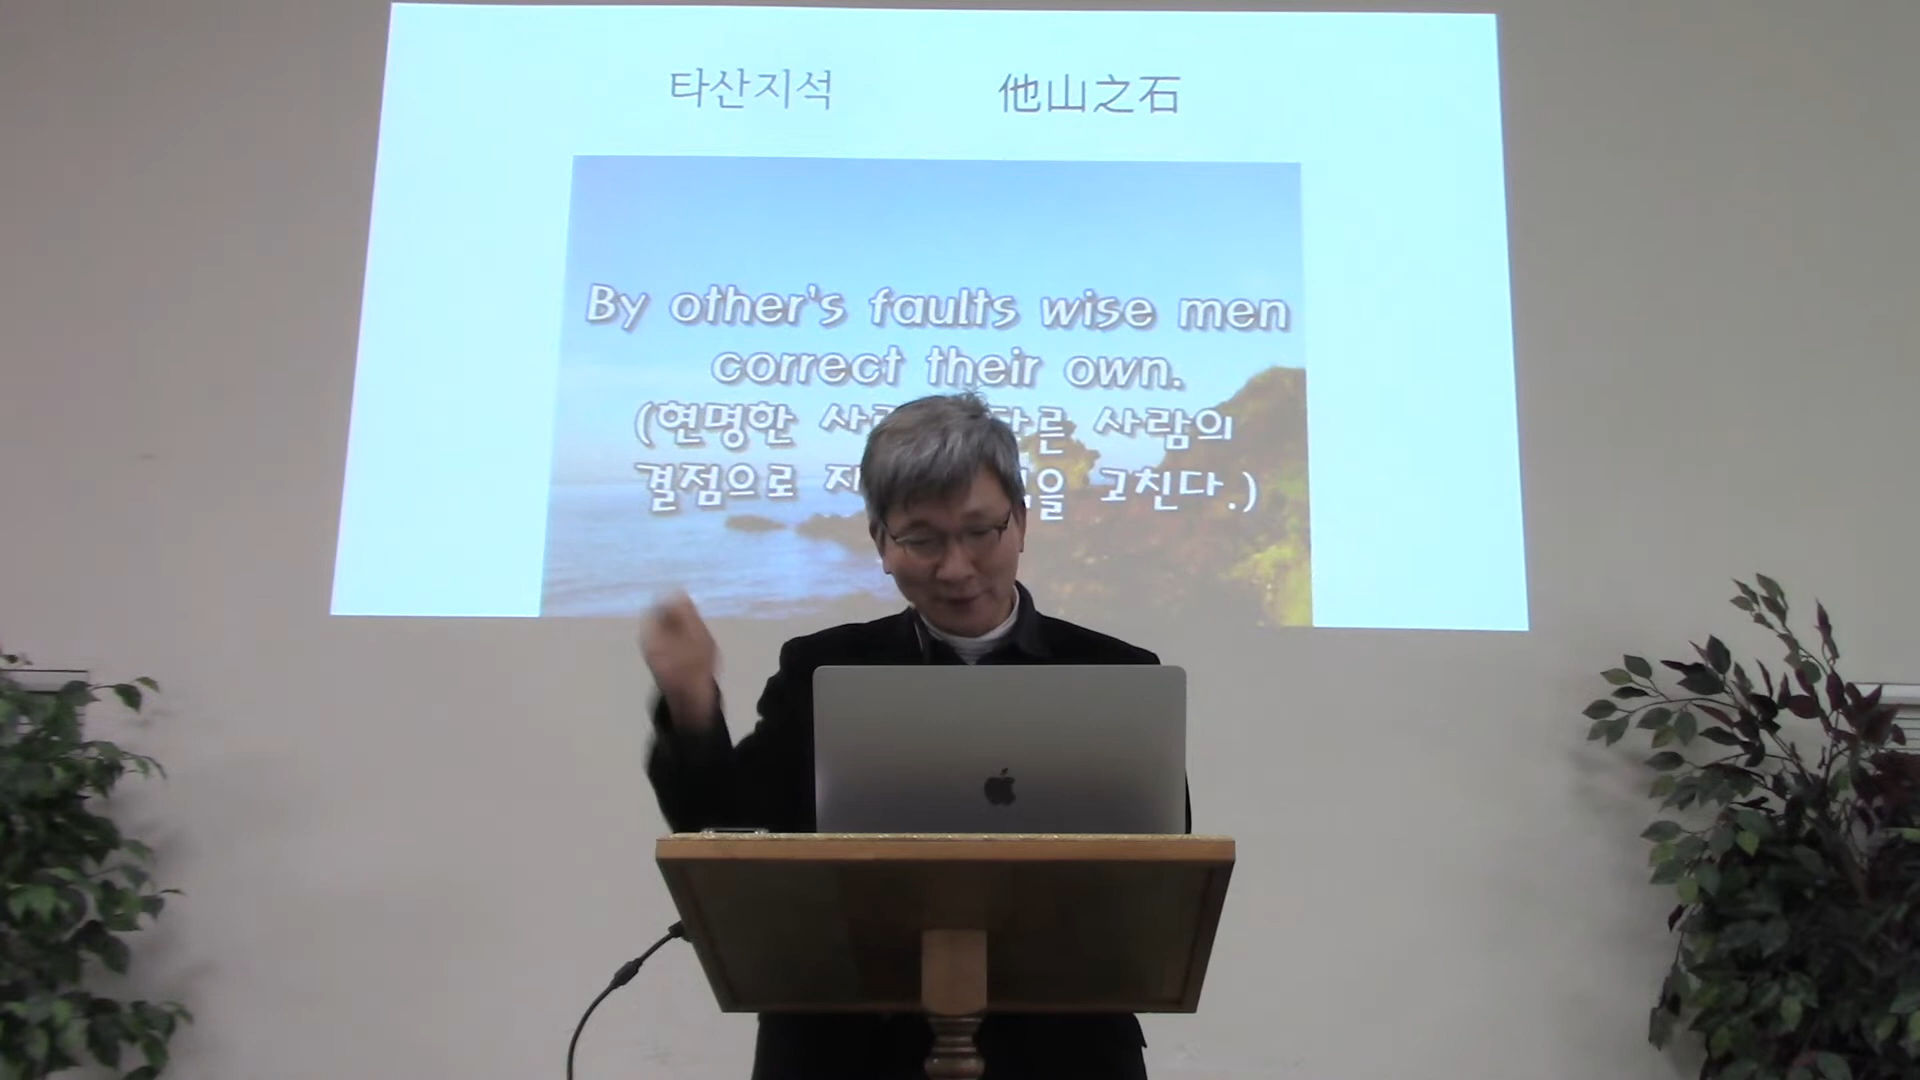 타산지석 他山之石
By other's faults wise men
correct their own.
(현명한 사람의
결점으로 고친다.)